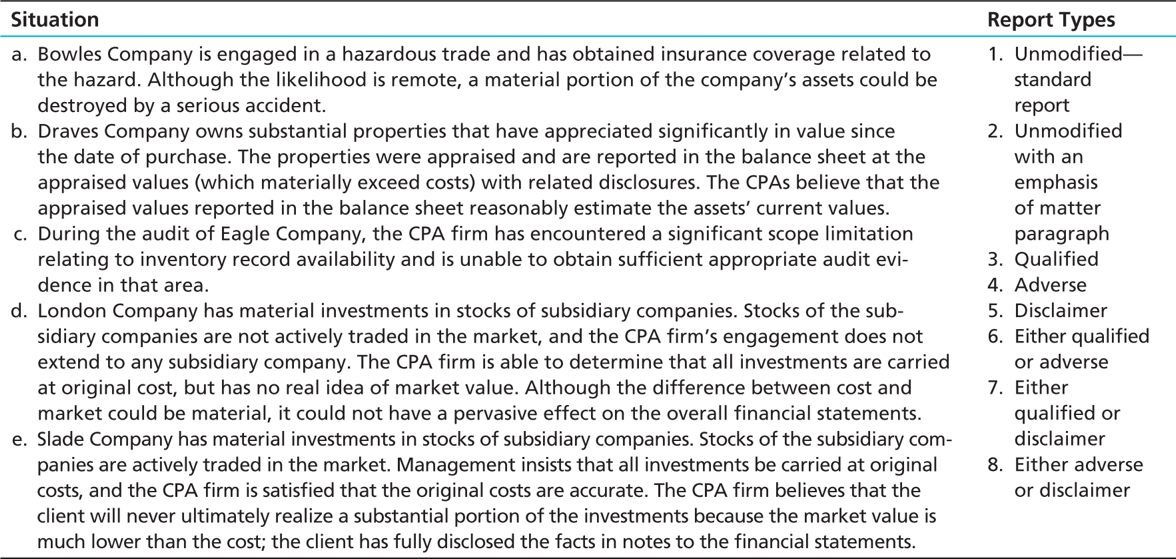 Situation
a. Bowles Company is engaged in a hazardous trade and has obtained insurance coverage related to
the hazard. Although the likelihood is remote, a material portion of the company’s assets could be
destroyed by a serious accident.
b. Draves Company owns substantial properties that have appreciated significantly in value since
the date of purchase. The properties were appraised and are reported in the balance sheet at the
appraised values (which materially exceed costs) with related disclosures. The CPAs believe that the
appraised values reported in the balance sheet reasonably estimate the assets’ current values.
c. During the audit of Eagle Company, the CPA firm has encountered a significant scope limitation
relating to inventory record availability and is unable to obtain sufficient appropriate audit evi-
dence in that area.
d. London Company has material investments in stocks of subsidiary companies. Stocks of the sub-
sidiary companies are not actively traded in the market, and the CPA firm’s engagement does not
extend to any subsidiary company. The CPA firm is able to determine that all investments are carried
at original cost, but has no real idea of market value. Although the difference between cost and
market could be material, it could not have a pervasive effect on the overall financial statements.
e. Slade Company has material investments in stocks of subsidiary companies. Stocks of the subsidiary com-
panies are actively traded in the market. Management insists that all investments be carried at original
costs, and the CPA firm is satisfied that the original costs are accurate. The CPA firm believes that the
client will never ultimately realize a substantial portion of the investments because the market value is
much lower than the cost; the client has fully disclosed the facts in notes to the financial statements.
Report Types
1. Unmodified—
standard
report
2. Unmodified
with an
emphasis
of matter
paragraph
3. Qualified
4. Adverse
5. Disclaimer
6. Either qualified
or adverse
7. Either
qualified or
disclaimer
8. Either adverse
or disclaimer